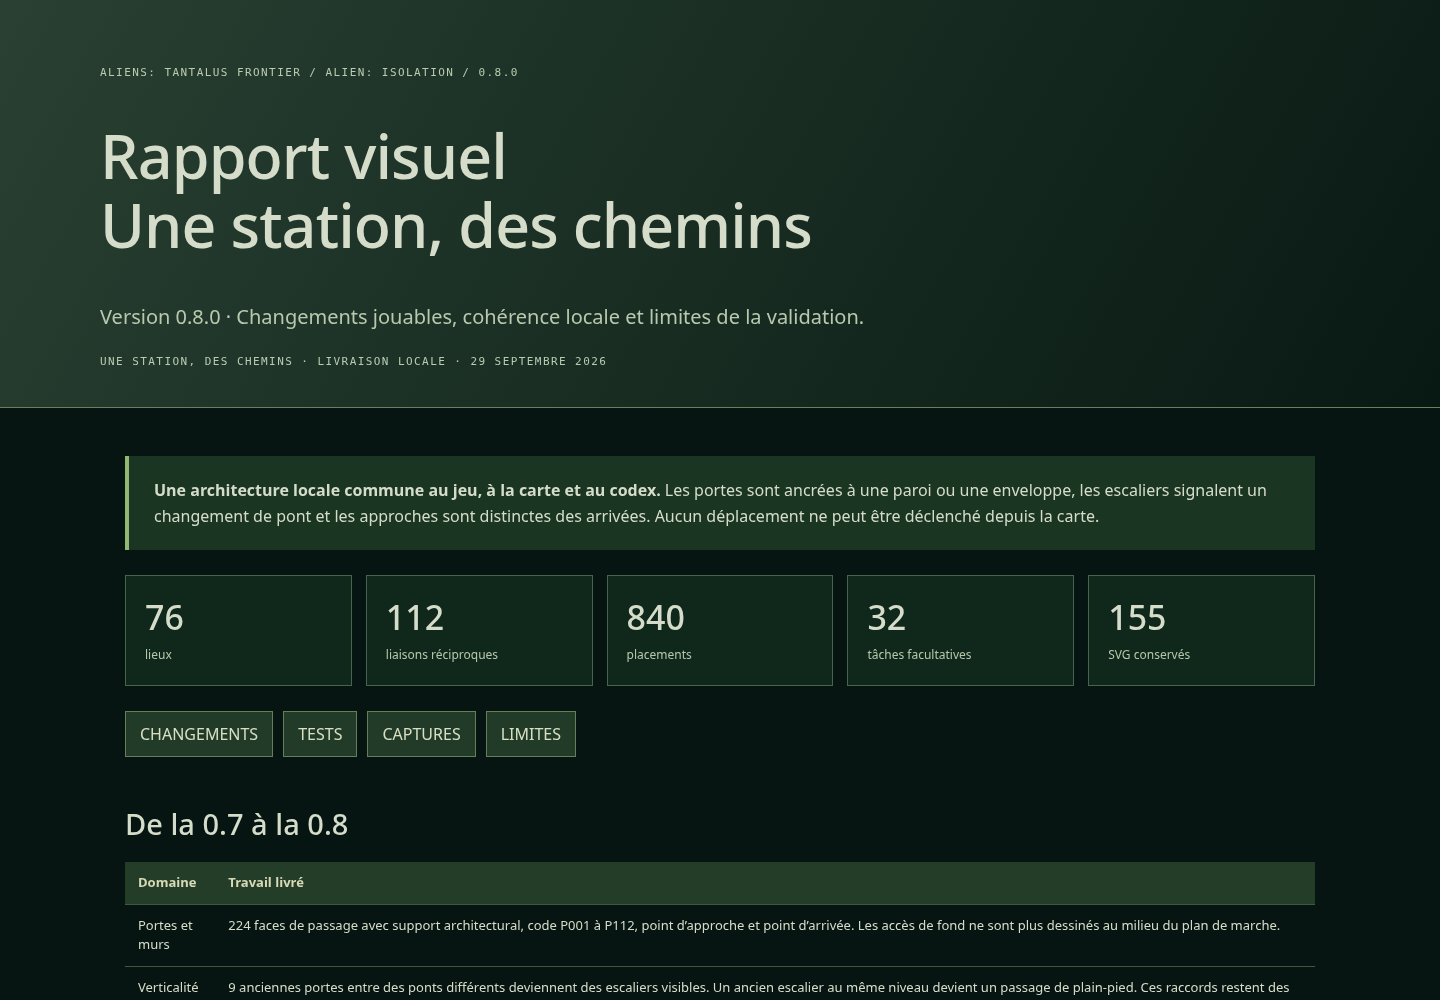 ALIENS: TANTALUS FRONTIER / ALIEN: ISOLATION / 0.8.0
Rapport visuel
Une station, des chemins
Version 0.8.0 · Changements jouables, cohérence locale et limites de la validation.
UNE STATION, DES CHEMINS · LIVRAISON LOCALE · 29 SEPTEMBRE 2026
Une architecture locale commune au jeu, à la carte et au codex. Les portes sont ancrées à une paroi ou une enveloppe, les escaliers signalent un
changement de pont et les approches sont distinctes des arrivées. Aucun déplacement ne peut être déclenché depuis la carte.
76
lieux
112
liaisons réciproques
840
placements
32
tâches facultatives
155
SVG conservés
CHANGEMENTS
TESTS
CAPTURES
LIMITES
De la 0.7 à la 0.8
Domaine
Travail livré
Portes et
murs
224 faces de passage avec support architectural, code P001 à P112, point d’approche et point d’arrivée. Les accès de fond ne sont plus dessinés au milieu du plan de marche.
Verticalité
9 anciennes portes entre des ponts différents deviennent des escaliers visibles. Un ancien escalier au même niveau devient un passage de plain-pied. Ces raccords restent des